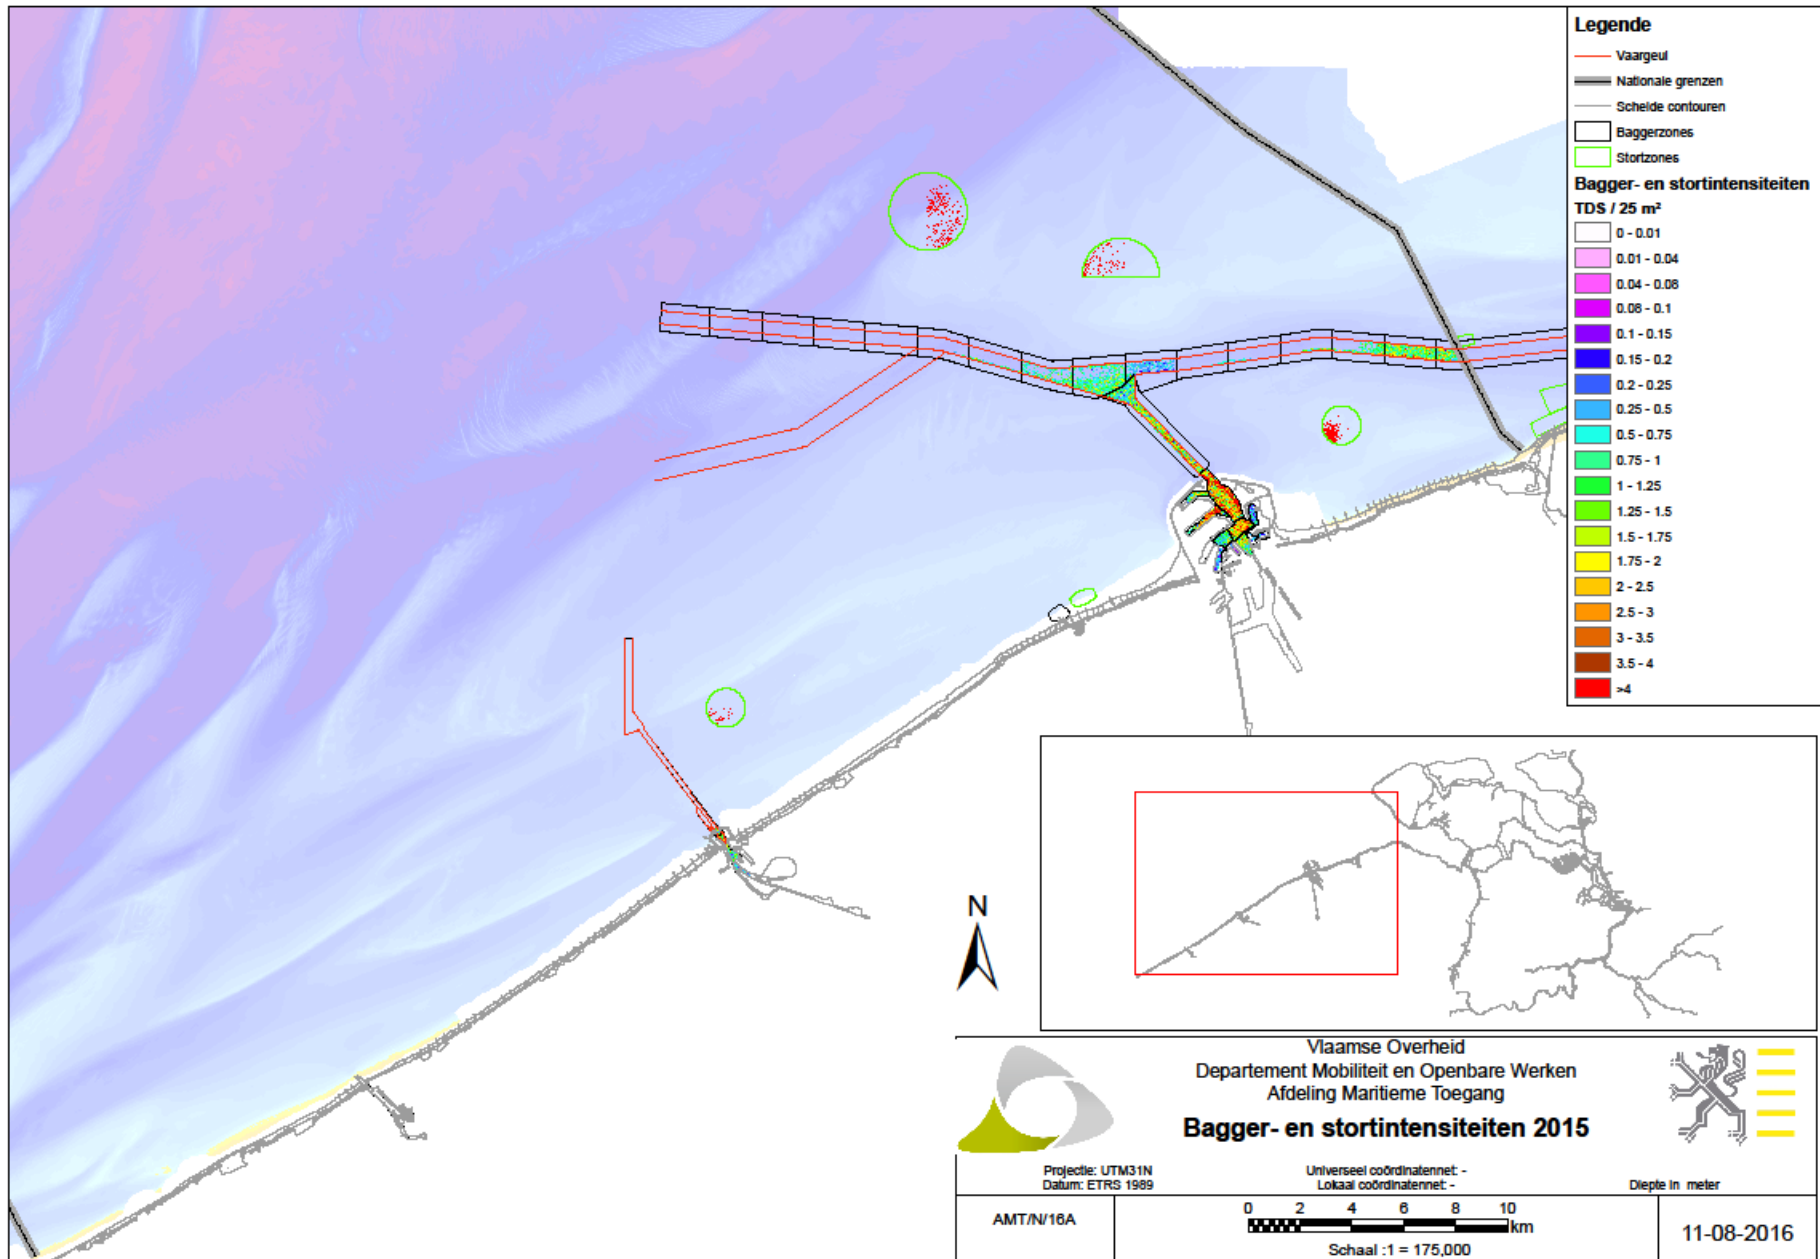 Legende
Vaargeul
Nationale grenzen
Schelde contouren
Baggerzones
Stortzones
Bagger- en stortintensiteiten
TDS / 25 m²
0 - 0.01
0.01 - 0.04
0.04 - 0.08
0.08 - 0.1
0.1 - 0.15
0.15 - 0.2
0.2 - 0.25
0.25 - 0.5
0.5 - 0.75
0.75 - 1
1 - 1.25
1.25 - 1.5
1.5 - 1.75
1.75 - 2
2 - 2.5
2.5 - 3
3 - 3.5
3.5 - 4
>4
N
Vlaamse Overheid
Departement Mobiliteit en Openbare Werken
Afdeling Maritieme Toegang
Bagger- en stortintensiteiten 2015
Projectie: UTM31N
Datum: ETRS 1989
Universeel coördinatennet: -
Lokaal coördinatennet: -
Diepte in meter
AMT/N/16A
0 2 4 6 8 10
km
Schaal :1 = 175,000
11-08-2016